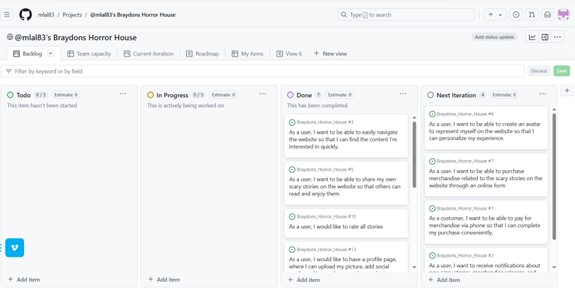 mlal83 / Projects / @mlal83's Braydons Horror House
Type / to search
@mlal83's Braydons Horror House
Add status update
Backlog
Team capacity
Current iteration
Roadmap
My items
View 6
+ New view
Filter by keyword or by field
Discard
Save
Todo 0 / 5 Estimate: 0
This item hasn't been started
+ Add item
In Progress 0 / 5 Estimate: 0
This is actively being worked on
+ Add item
Done 7 Estimate: 0
This has been completed
Braydons_Horror_House #3
As a user, I want to be able to easily navigate
the website so that I can find the content I'm
interested in quickly.
Braydons_Horror_House #5
As a user, I want to be able to share my own
scary stories on the website so that others can
read and enjoy them.
Braydons_Horror_House #10
As a user, I would like to rate all stories
Braydons_Horror_House #13
As a user, I would like to have a profile page,
where I can upload my picture, add social
+ Add item
Next Iteration 4 Estimate: 0
Braydons_Horror_House #6
As a user, I want to be able to create an avatar
to represent myself on the website so that I
can personalize my experience.
Braydons_Horror_House #7
As a user, I want to be able to purchase
merchandise related to the scary stories on the
website through an online form
Braydons_Horror_House #1
As a customer, I want to be able to pay for
merchandise via phone so that I can complete
my purchase conveniently.
Braydons_Horror_House #2
As a user, I want to receive notifications about
+ Add item